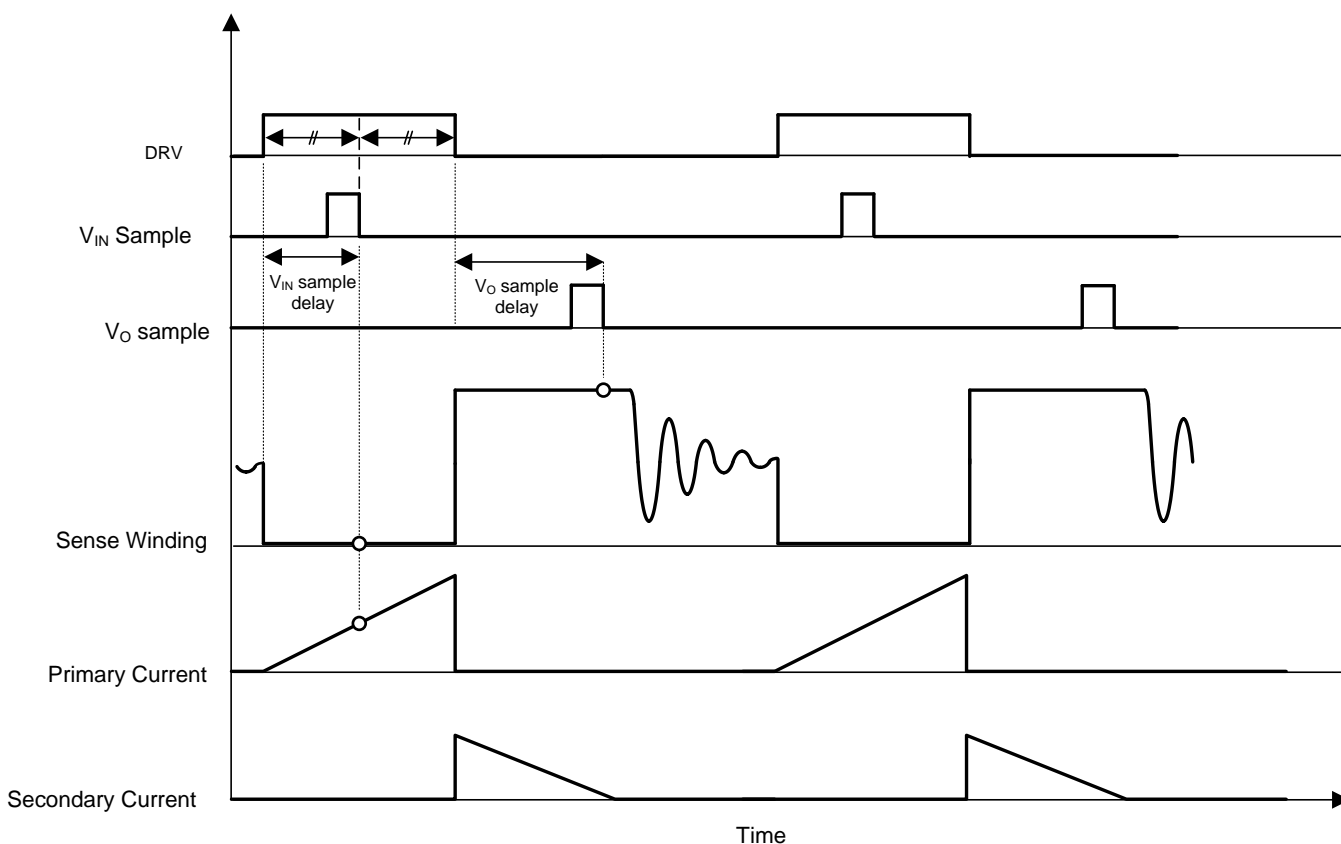 DRV
V_IN Sample
V_IN sample
delay
V_O sample
delay
V_O sample
Sense Winding
Primary Current
Secondary Current
Time